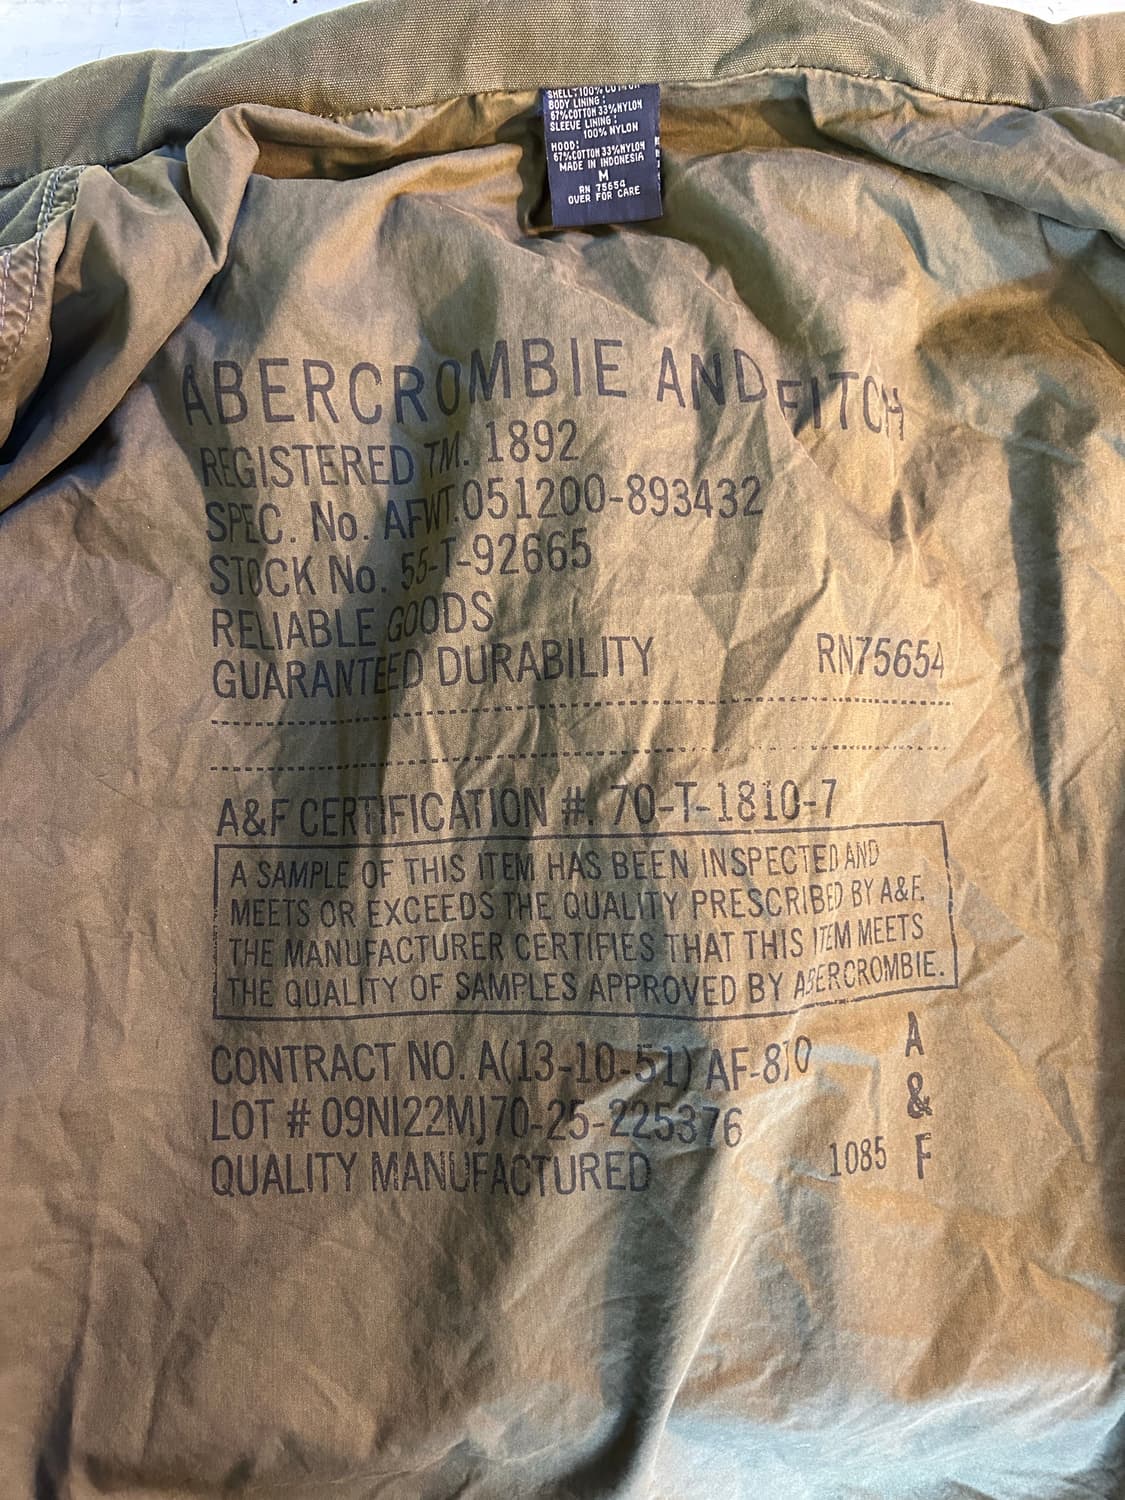 SHELL:100% COTTON
BODY LINING:
67%COTTON 33%NYLON
SLEEVE LINING:
100% NYLON
HOOD:
67%COTTON 33%NYLON
MADE IN INDONESIA
M
RN 75654
OVER FOR CARE
ABERCROMBIE AND FITCH
REGISTERED TM. 1892
SPEC. No. AFWT.051200-893432
STOCK No. 55-T-92665
RELIABLE GOODS
GUARANTEED DURABILITY RN75654
A&F CERTIFICATION #. 70-T-1810-7
A SAMPLE OF THIS ITEM HAS BEEN INSPECTED AND
MEETS OR EXCEEDS THE QUALITY PRESCRIBED BY A&F.
THE MANUFACTURER CERTIFIES THAT THIS ITEM MEETS
THE QUALITY OF SAMPLES APPROVED BY ABERCROMBIE.
CONTRACT NO. A(13-10-51) AF-810
LOT # 09NI22MJ70-25-225376
QUALITY MANUFACTURED 1085
A
&
F